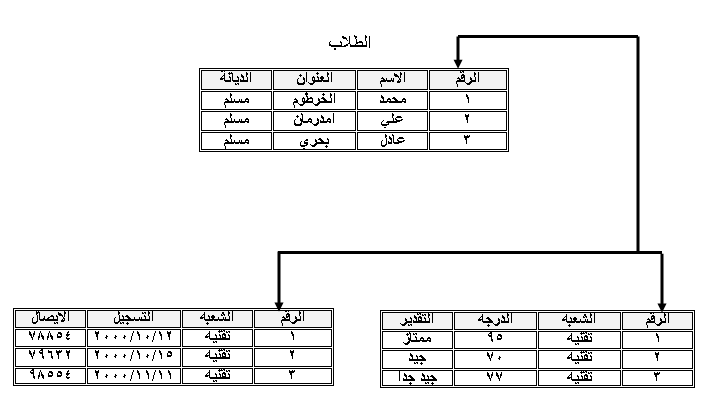 الطلاب
الرقم الاسم العنوان الديانة
١ محمد الخرطوم مسلم
٢ علي امدرمان مسلم
٣ عادل بحري مسلم
الرقم الشعبه الدرجه التقدير
١ تقنيه ٩٥ ممتاز
٢ تقنيه ٧٠ جيد
٣ تقنيه ٧٧ جيد جدا
الرقم الشعبه التسجيل الايصال
١ تقنيه ٢٠٠٠/١٠/١٢ ٧٨٨٥٤
٢ تقنيه ٢٠٠٠/١٠/١٥ ٧٩٦٣٢
٣ تقنيه ٢٠٠٠/١١/١١ ٩٨٥٥٤